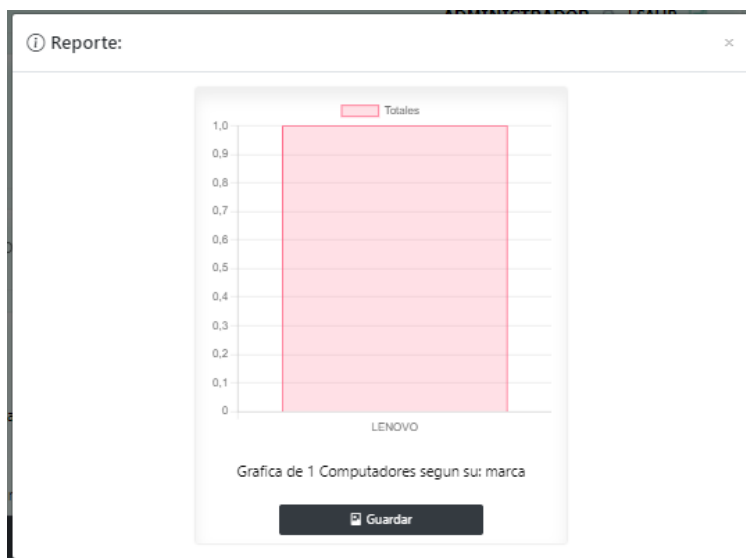 ADMINISTRADOR
Reporte:
×
Totales
1,0
0,9
0,8
0,7
0,6
0,5
0,4
0,3
0,2
0,1
0
LENOVO
Grafica de 1 Computadores segun su: marca
Guardar